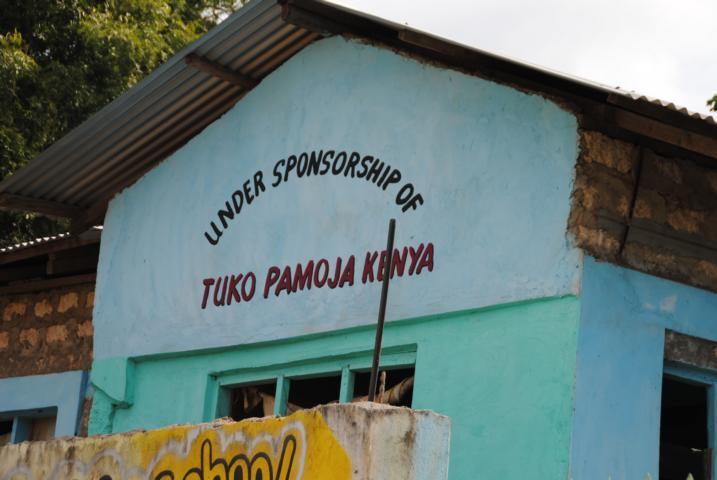 UNDER SPONSORSHIP OF
TUKO PAMOJA KENYA